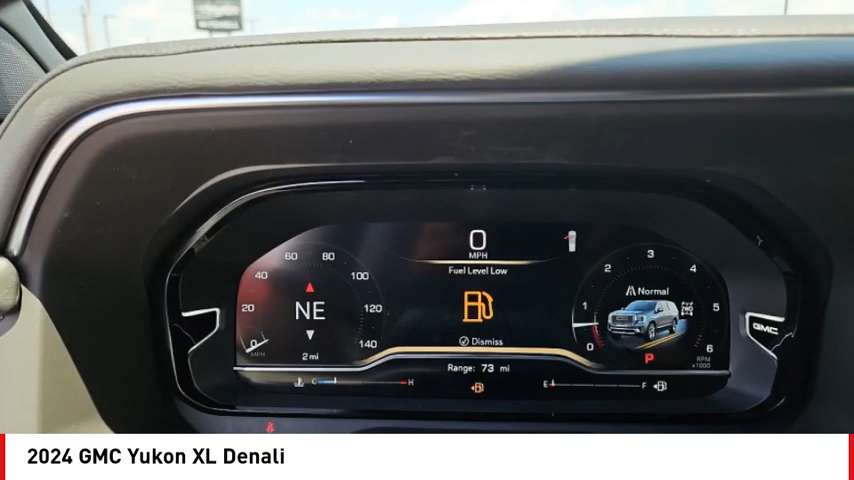 0
MPH
Fuel Level Low
Dismiss
Range: 73 mi
20
40
60
80
100
120
140
0
MPH
NE
2 mi
C
H
E
F
0
1
2
3
4
5
6
Normal
2WD
P
RPM
x1000
GMC
2024 GMC Yukon XL Denali